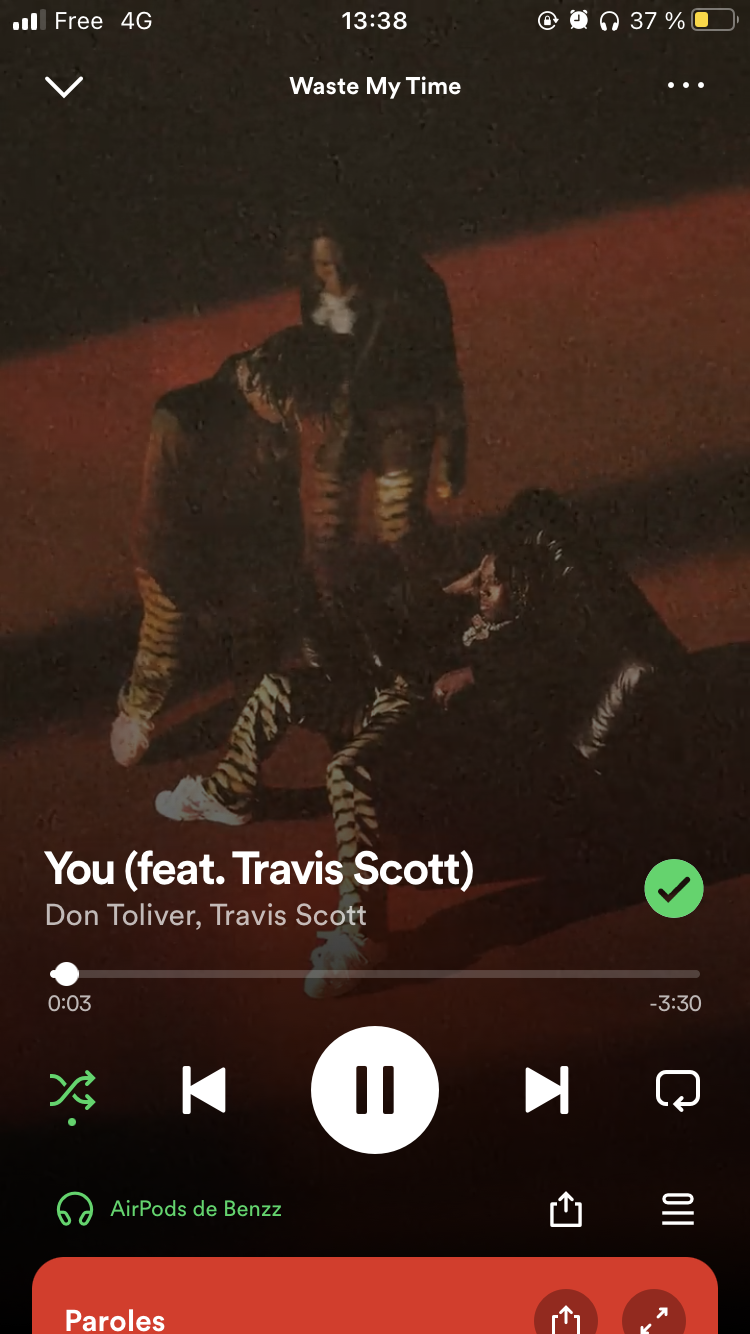 Free 4G 13:38 37 %
Waste My Time
You (feat. Travis Scott)
Don Toliver, Travis Scott
0:03 -3:30
AirPods de Benzz
Paroles